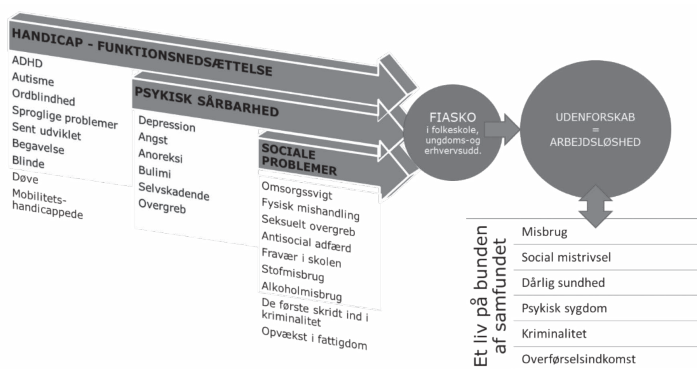 HANDICAP - FUNKTIONSNEDSÆTTELSE
ADHD
Autisme
Ordblindhed
Sproglige problemer
Sent udviklet
Begavelse
Blinde
Døve
Mobilitets-
handicappede
PSYKISK SÅRBARHED
Depression
Angst
Anoreksi
Bulimi
Selvskadende
Overgreb
SOCIALE
PROBLEMER
Omsorgssvigt
Fysisk mishandling
Seksuelt overgreb
Antisocial adfærd
Fravær i skolen
Stofmisbrug
Alkoholmisbrug
De første skridt ind i
kriminalitet
Opvækst i fattigdom
FIASKO
i folkeskole,
ungdoms-og
erhvervsudd.
UDENFORSKAB
=
ARBEJDSLØSHED
Et liv på bunden
af samfundet
Misbrug
Social mistrivsel
Dårlig sundhed
Psykisk sygdom
Kriminalitet
Overførselsindkomst